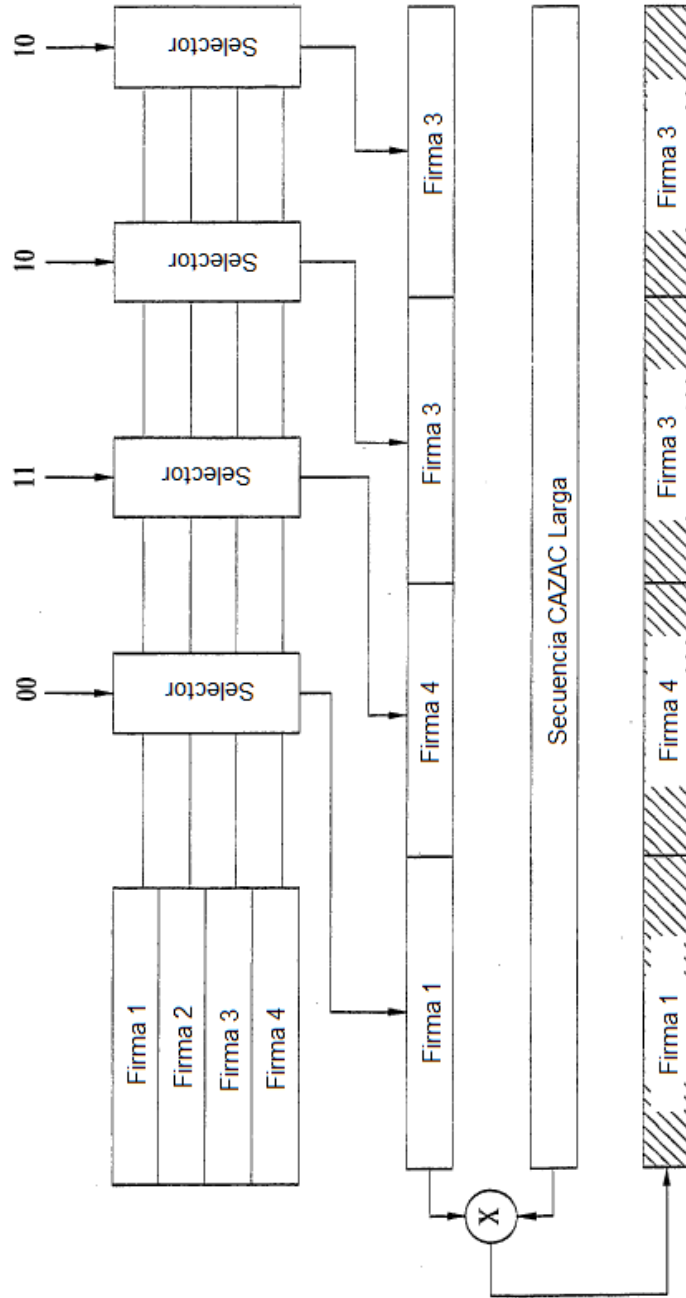 00
11
10
10
Firma 1
Firma 2
Firma 3
Firma 4
Selector
Selector
Selector
Selector
Firma 1
Firma 4
Firma 3
Firma 3
X
Secuencia CAZAC Larga
Firma 1
Firma 4
Firma 3
Firma 3